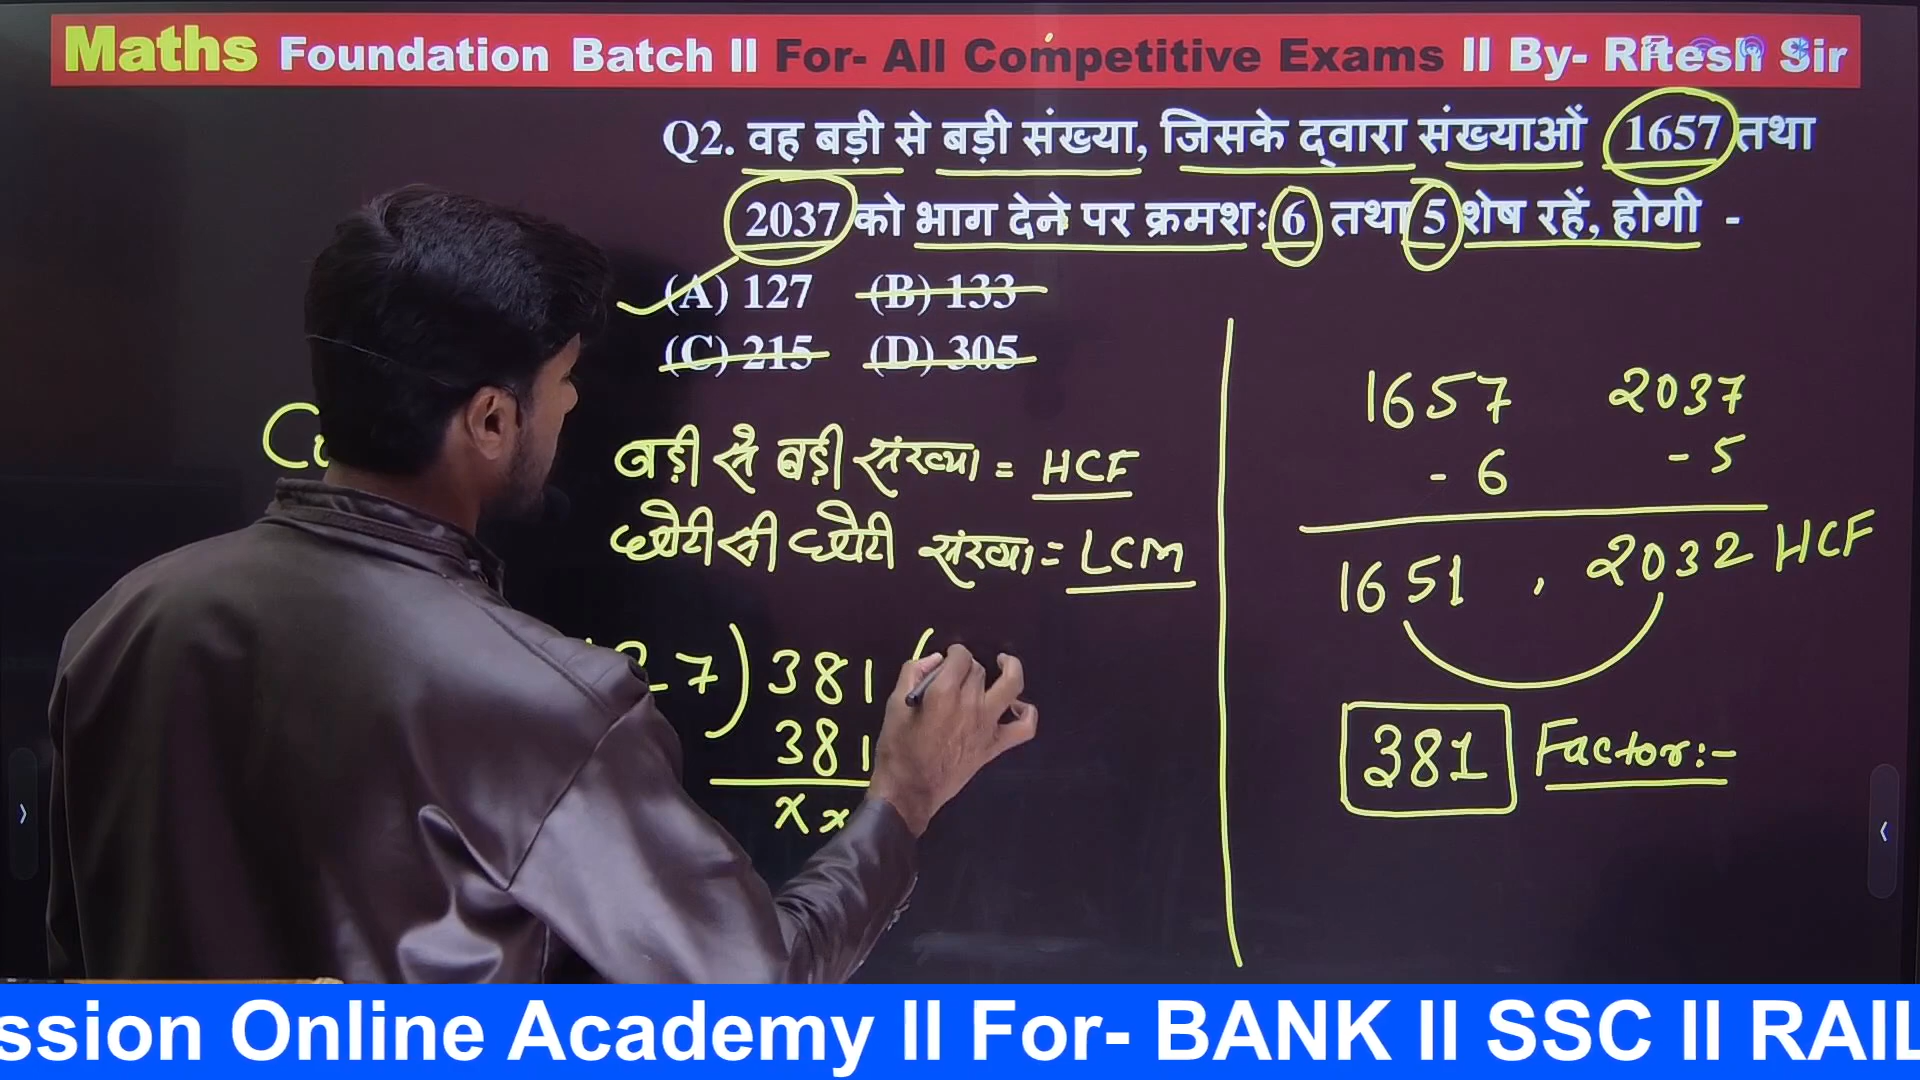 Maths Foundation Batch II For- All Competitive Exams II By- Ritesh Sir
Q2. वह बड़ी से बड़ी संख्या, जिसके द्वारा संख्याओं 1657 तथा
2037 को भाग देने पर क्रमशः 6 तथा 5 शेष रहें, होगी -
(A) 127 (B) 133
(C) 215 (D) 305
बड़ी से बड़ी संख्या = HCF
छोटी सी छोटी संख्या = LCM
27 ) 381 (
381
x x
1657 2037
- 6 - 5
1651 , 2032 HCF
381 Factor:-
ssion Online Academy II For- BANK II SSC II RAIL